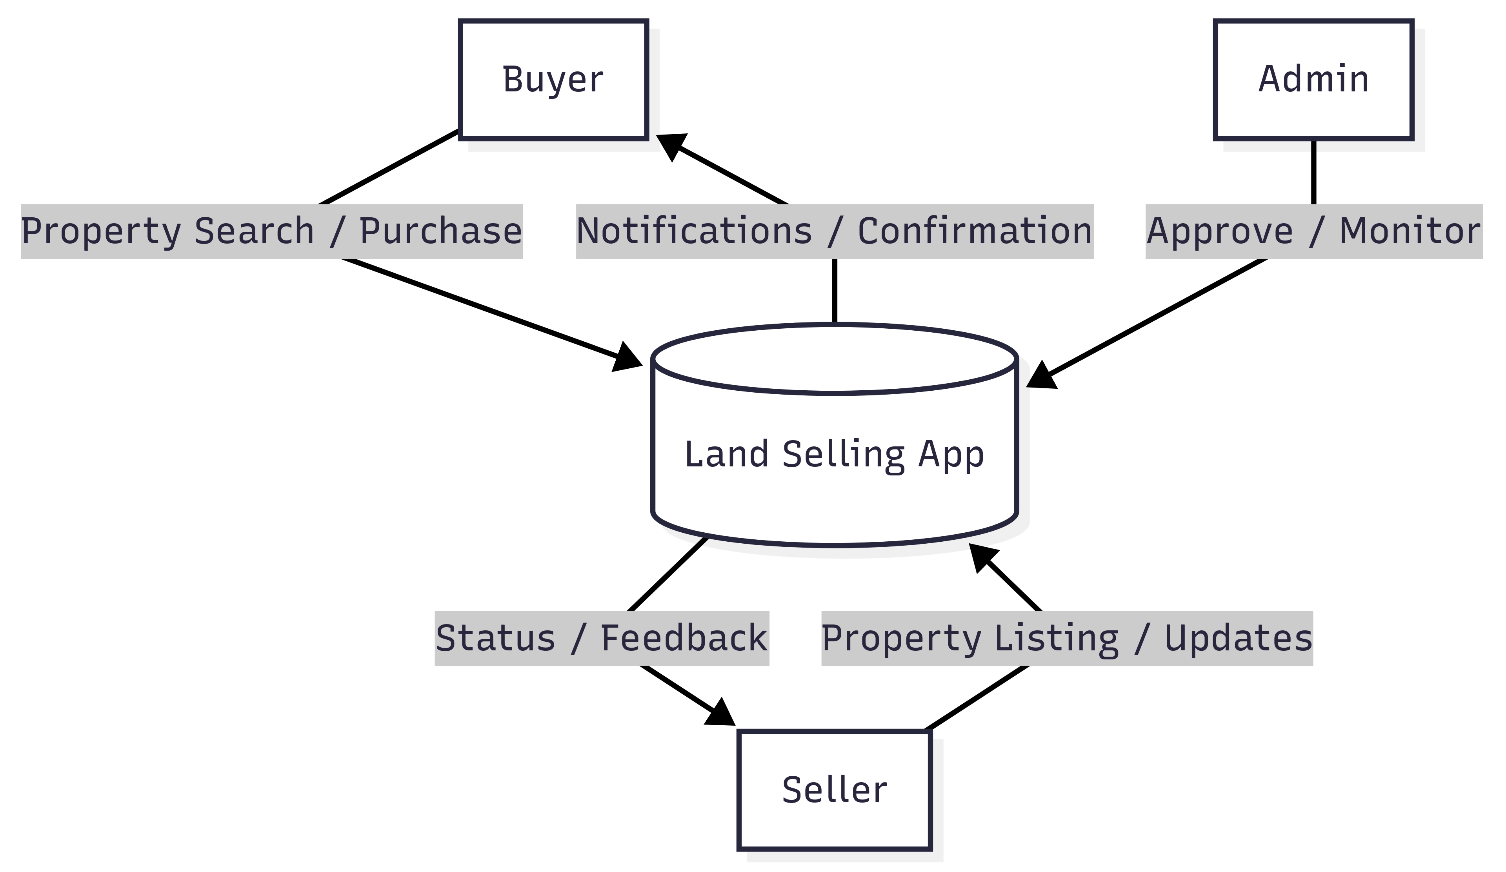 Buyer
Admin
Property Search / Purchase
Notifications / Confirmation
Approve / Monitor
Land Selling App
Status / Feedback
Property Listing / Updates
Seller